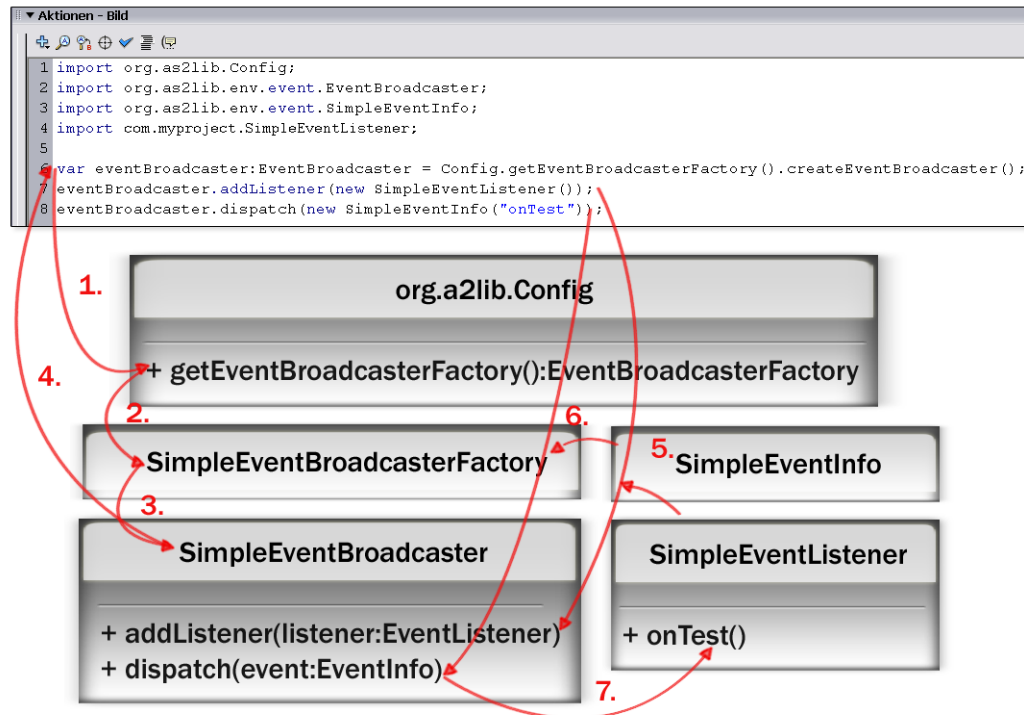 Aktionen - Bild
1 import org.as2lib.Config;
2 import org.as2lib.env.event.EventBroadcaster;
3 import org.as2lib.env.event.SimpleEventInfo;
4 import com.myproject.SimpleEventListener;
5
6 var eventBroadcaster:EventBroadcaster = Config.getEventBroadcasterFactory().createEventBroadcaster();
7 eventBroadcaster.addListener(new SimpleEventListener());
8 eventBroadcaster.dispatch(new SimpleEventInfo("onTest"));
1.
org.a2lib.Config
+ getEventBroadcasterFactory():EventBroadcasterFactory
4.
2.
6.
SimpleEventBroadcasterFactory
5.
SimpleEventInfo
3.
SimpleEventBroadcaster
+ addListener(listener:EventListener)
+ dispatch(event:EventInfo)
SimpleEventListener
+ onTest()
7.